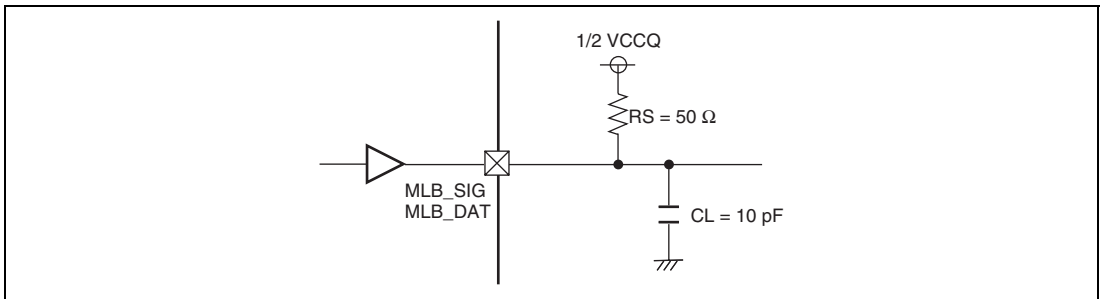 1/2 VCCQ
RS = 50 Ω
MLB_SIG
MLB_DAT
CL = 10 pF